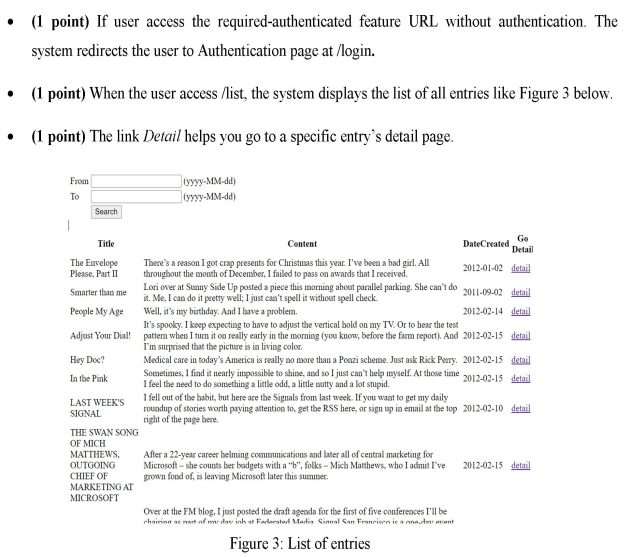 • (1 point) If user access the required-authenticated feature URL without authentication. The
system redirects the user to Authentication page at /login.
• (1 point) When the user access /list, the system displays the list of all entries like Figure 3 below.
• (1 point) The link Detail helps you go to a specific entry's detail page.
From (yyyy-MM-dd)
To (yyyy-MM-dd)
Search
Title Content DateCreated Go
Detail
The Envelope
Please, Part II
There's a reason I got crap presents for Christmas this year. I've been a bad girl. All
throughout the month of December, I failed to pass on awards that I received.
2012-01-02 detail
Smarter than me
Lori over at Sunny Side Up posted a piece this morning about parallel parking. She can't do
it. Me, I can do it pretty well; I just can't spell it without spell check.
2011-09-02 detail
People My Age Well, it's my birthday. And I have a problem. 2012-02-14 detail
Adjust Your Dial!
It's spooky. I keep expecting to have to adjust the vertical hold on my TV. Or to hear the test
pattern when I turn it on really early in the morning (you know, before the farm report). And
I'm surprised that the picture is in living color.
2012-02-15 detail
Hey Doc? Medical care in today's America is really no more than a Ponzi scheme. Just ask Rick Perry. 2012-02-15 detail
In the Pink
Sometimes, I find it nearly impossible to shine, and so I just can't help myself. At those time
I feel the need to do something a little odd, a little nutty and a lot stupid.
2012-02-15 detail
LAST WEEK'S
SIGNAL
I fell out of the habit, but here are the Signals from last week. If you want to get my daily
roundup of stories worth paying attention to, get the RSS here, or sign up in email at the top
right of the page here.
2012-02-10 detail
THE SWAN SONG
OF MICH
MATTHEWS,
OUTGOING
CHIEF OF
MARKETING AT
MICROSOFT
After a 22-year career helming communications and later all of central marketing for
Microsoft – she counts her budgets with a "b", folks – Mich Matthews, who I admit I've
grown fond of, is leaving Microsoft later this summer.
2012-02-15 detail
Over at the FM blog, I just posted the draft agenda for the first of five conferences I'll be
chairing as part of my day job at Federated Media. Signal San Francisco is a one-day event
Figure 3: List of entries